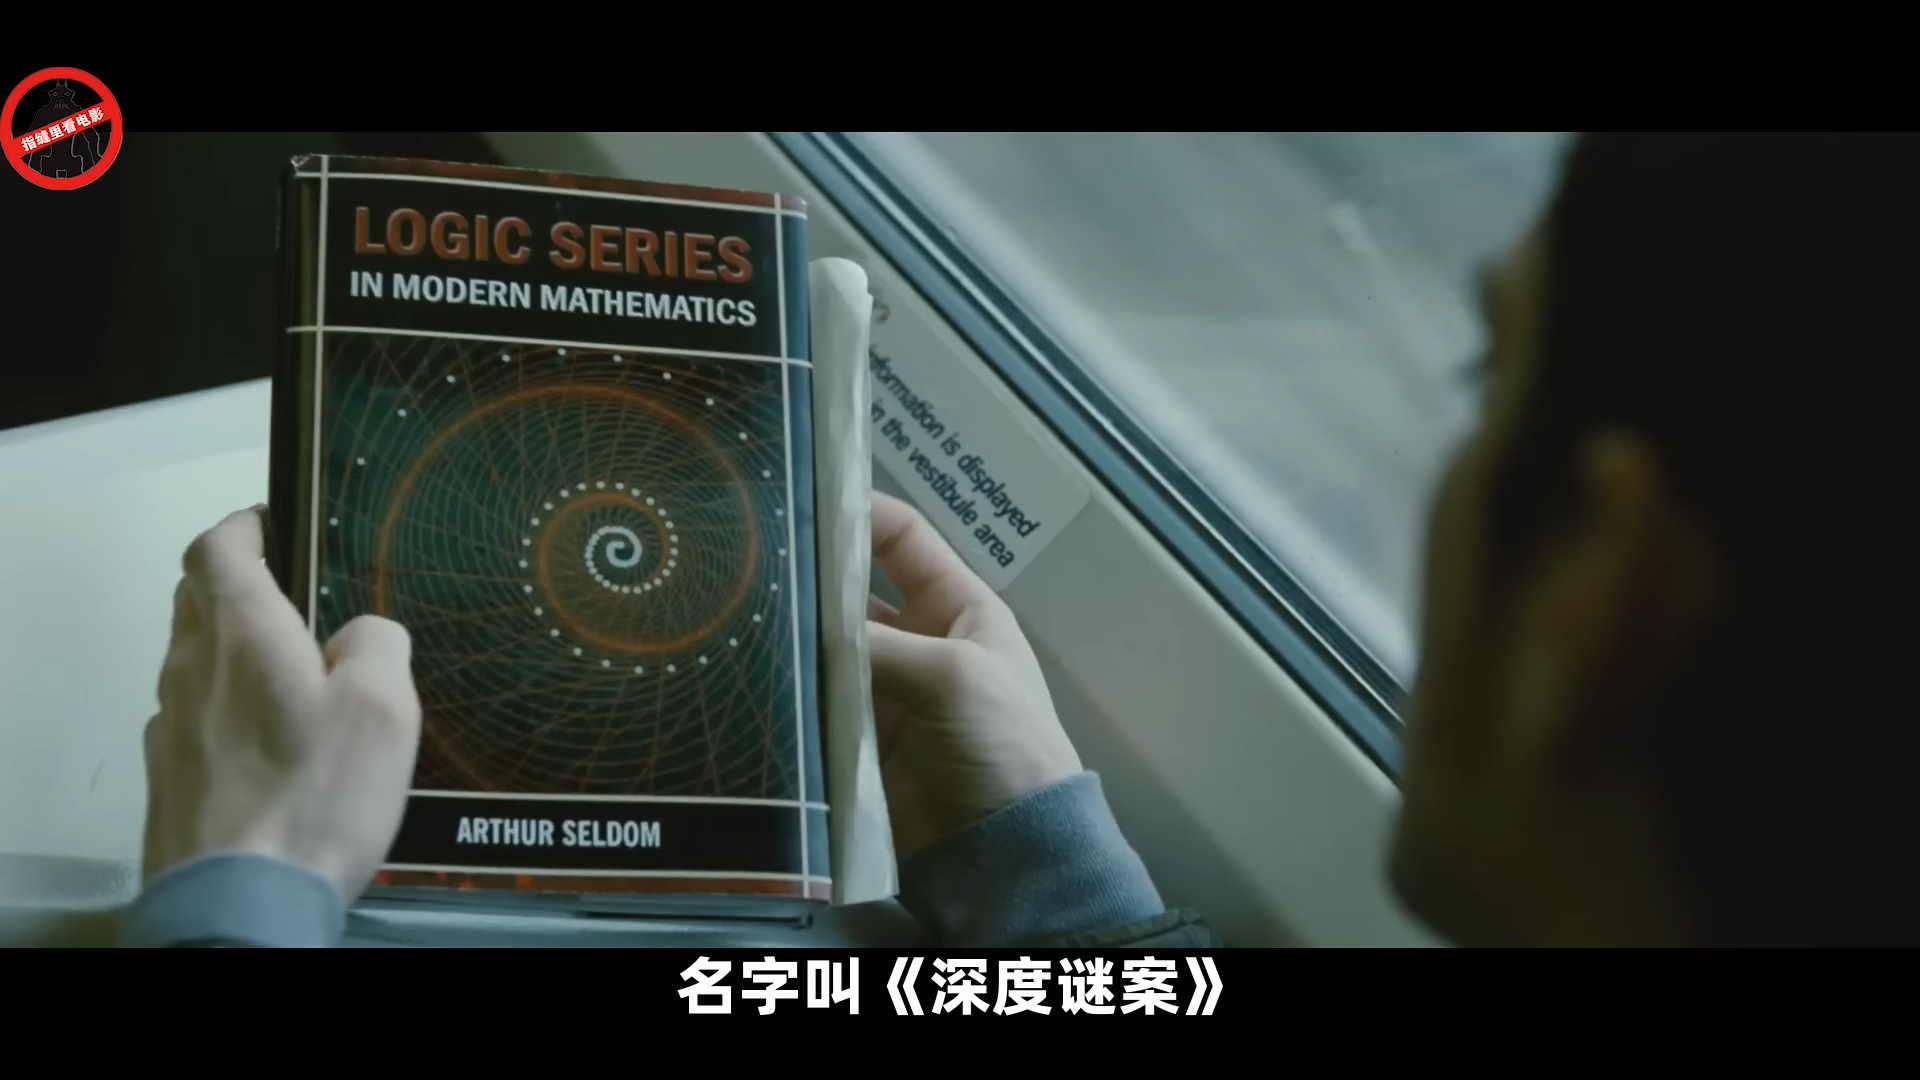 指缝里看电影
LOGIC SERIES
IN MODERN MATHEMATICS
information is displayed
in the vestibule area
ARTHUR SELDOM
名字叫《深度谜案》